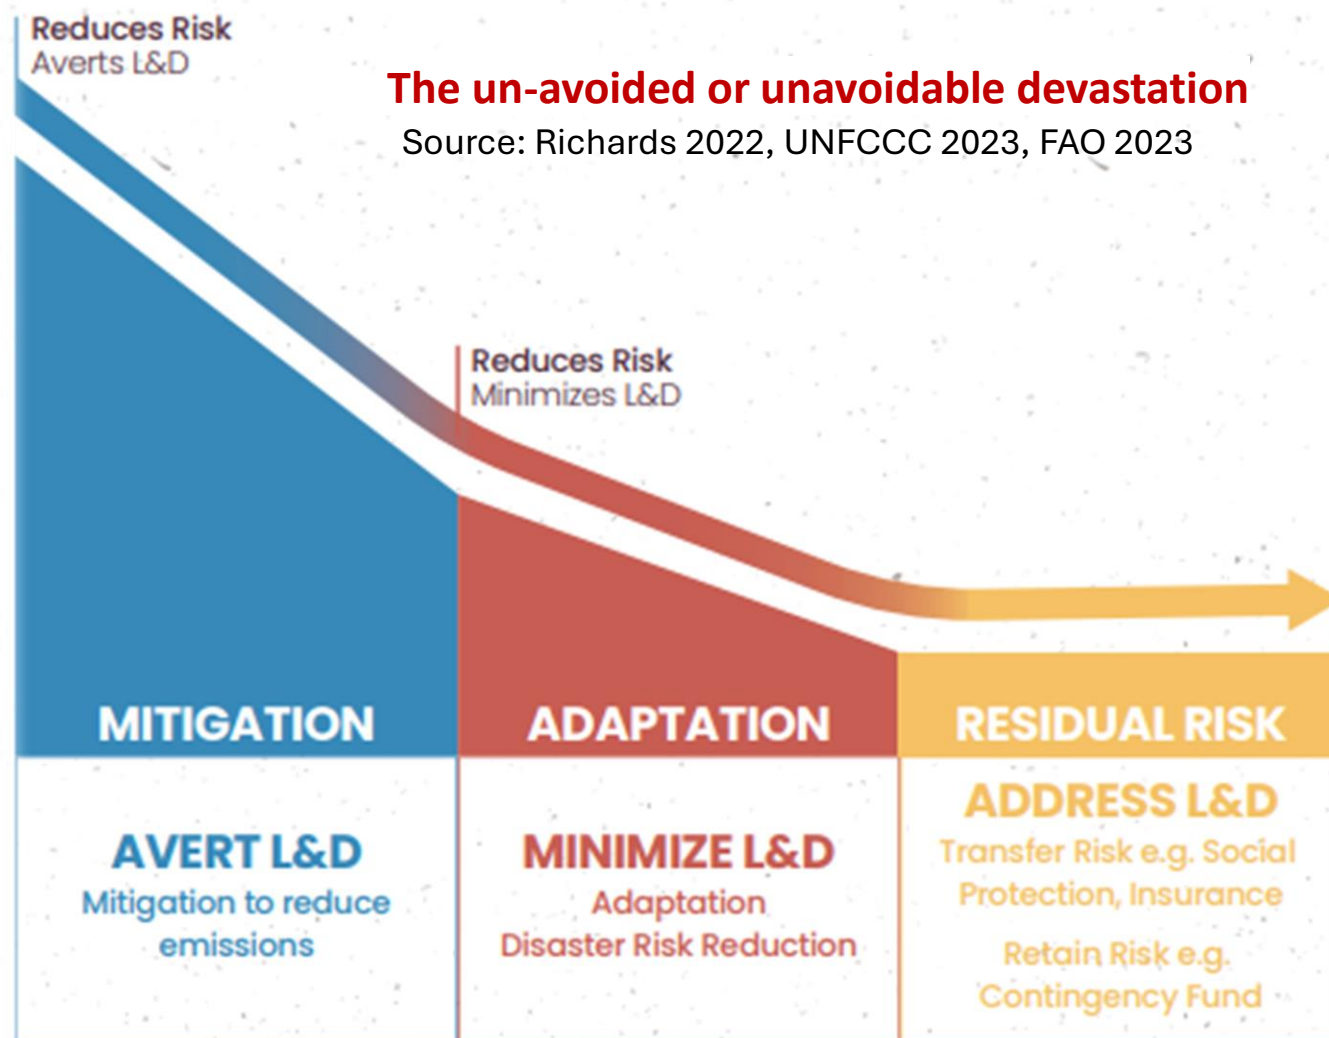 Reduces Risk
Averts L&D
The un-avoided or unavoidable devastation
Source: Richards 2022, UNFCCC 2023, FAO 2023
Reduces Risk
Minimizes L&D
MITIGATION
ADAPTATION
RESIDUAL RISK
AVERT L&D
Mitigation to reduce
emissions
MINIMIZE L&D
Adaptation
Disaster Risk Reduction
ADDRESS L&D
Transfer Risk e.g. Social
Protection, Insurance
Retain Risk e.g.
Contingency Fund